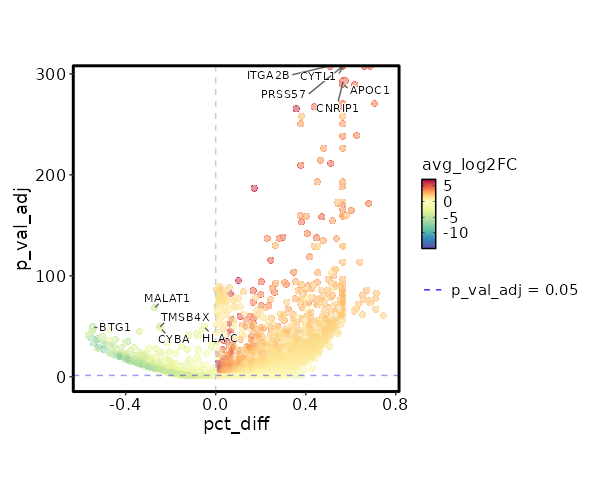 300
200
100
0
p_val_adj
ITGA2B
CYTL1
PRSS57
APOC1
CNRIP1
MALAT1
TMSB4X
BTG1
CYBA
HLA-C
-0.4
0.0
0.4
0.8
pct_diff
avg_log2FC
5
0
-5
-10
p_val_adj = 0.05